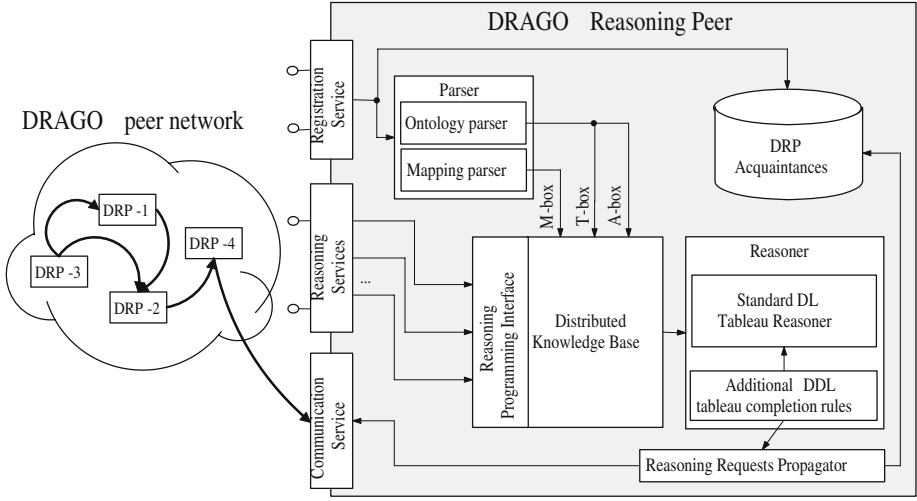 DRAGO Reasoning Peer
DRAGO peer network
DRP -1
DRP -4
DRP -3
DRP -2
Registration
Service
Reasoning
Services
...
Communication
Service
Parser
Ontology parser
Mapping parser
M-box
T-box
A-box
DRP
Acquaintances
Reasoning
Programming Interface
Distributed
Knowledge Base
Reasoner
Standard DL
Tableau Reasoner
Additional DDL
tableau completion rules
Reasoning Requests Propagator